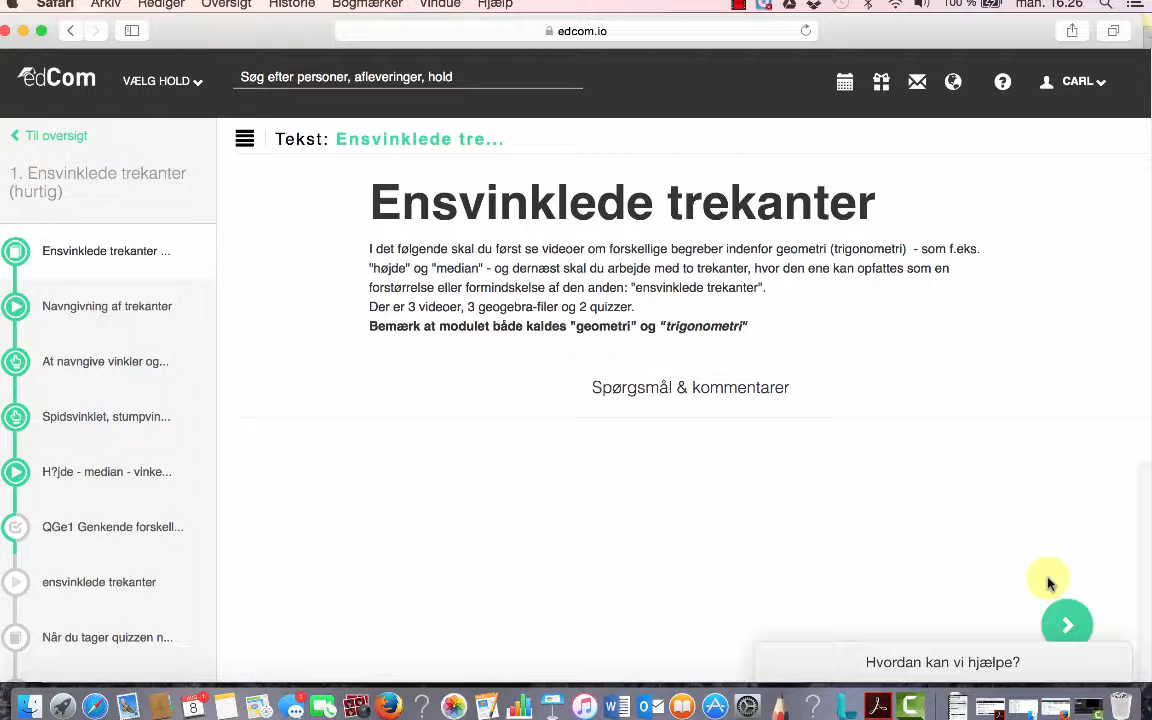 Safari Arkiv Rediger Oversigt Historie Bogmærker Vindue Hjælp 100 % man. 16.26
edcom.io
edCom VÆLG HOLD Søg efter personer, afleveringer, hold CARL
Til oversigt
1. Ensvinklede trekanter
(hurtig)
Ensvinklede trekanter ...
Navngivning af trekanter
At navngive vinkler og...
Spidsvinklet, stumpvin...
H?jde - median - vinke...
QGe1 Genkende forskell...
ensvinklede trekanter
Når du tager quizzen n...
Tekst: Ensvinklede tre...
Ensvinklede trekanter
I det følgende skal du først se videoer om forskellige begreber indenfor geometri (trigonometri) - som f.eks.
"højde" og "median" - og dernæst skal du arbejde med to trekanter, hvor den ene kan opfattes som en
forstørrelse eller formindskelse af den anden: "ensvinklede trekanter".
Der er 3 videoer, 3 geogebra-filer og 2 quizzer.
Bemærk at modulet både kaldes "geometri" og "trigonometri"
Spørgsmål & kommentarer
Hvordan kan vi hjælpe?